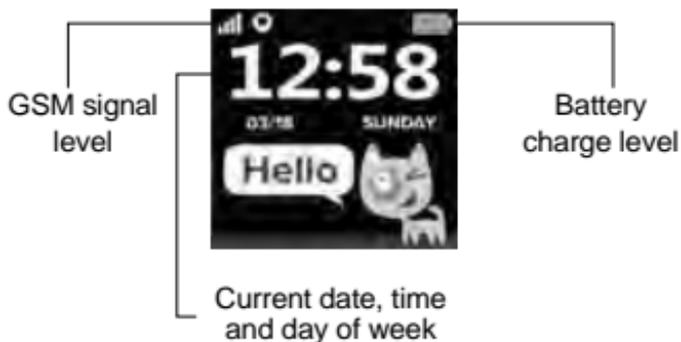 12:58
03/18 SUNDAY
GSM signal
level
Battery
charge level
Hello
Current date, time
and day of week